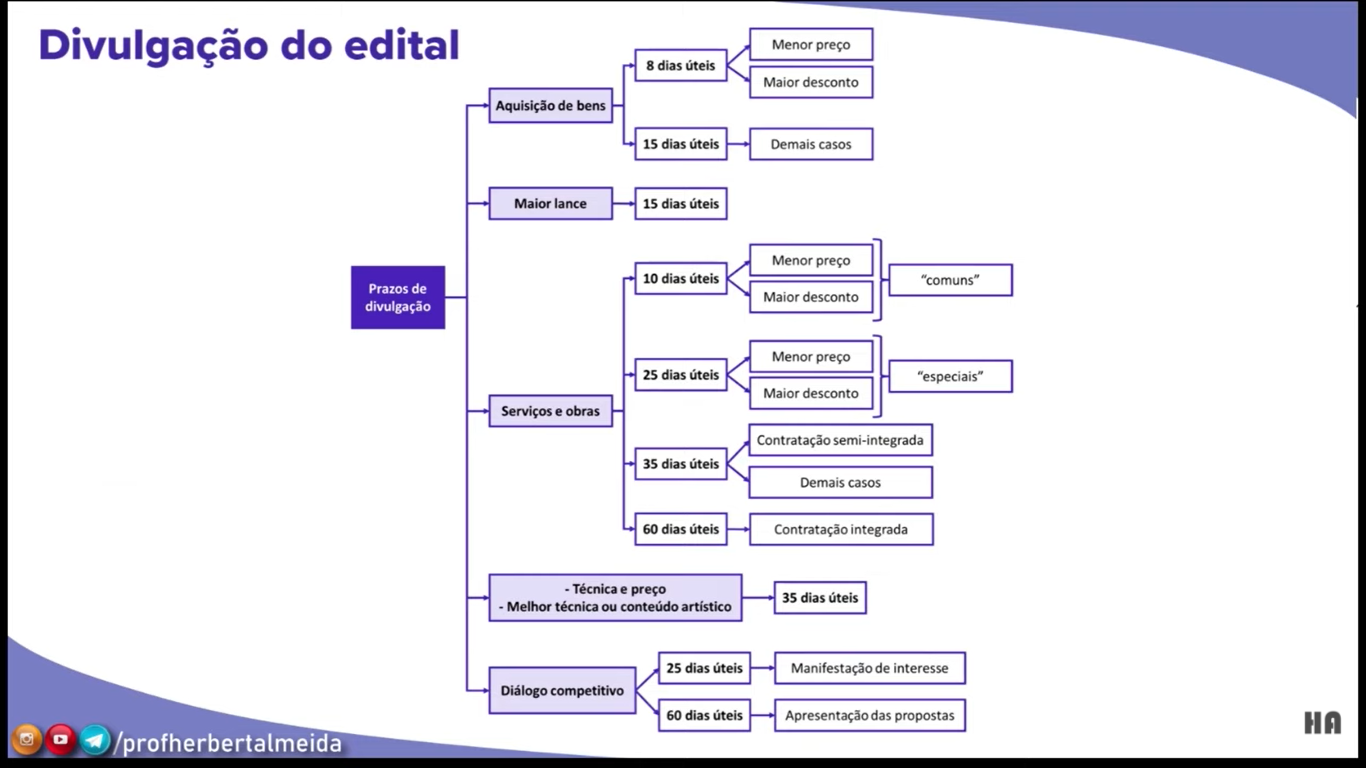 Divulgação do edital
Prazos de
divulgação
Aquisição de bens
8 dias úteis
Menor preço
Maior desconto
15 dias úteis
Demais casos
Maior lance
15 dias úteis
Serviços e obras
10 dias úteis
Menor preço
Maior desconto
“comuns”
25 dias úteis
Menor preço
Maior desconto
“especiais”
35 dias úteis
Contratação semi-integrada
Demais casos
60 dias úteis
Contratação integrada
- Técnica e preço
- Melhor técnica ou conteúdo artístico
35 dias úteis
Diálogo competitivo
25 dias úteis
Manifestação de interesse
60 dias úteis
Apresentação das propostas
/profherbertalmeida
HA